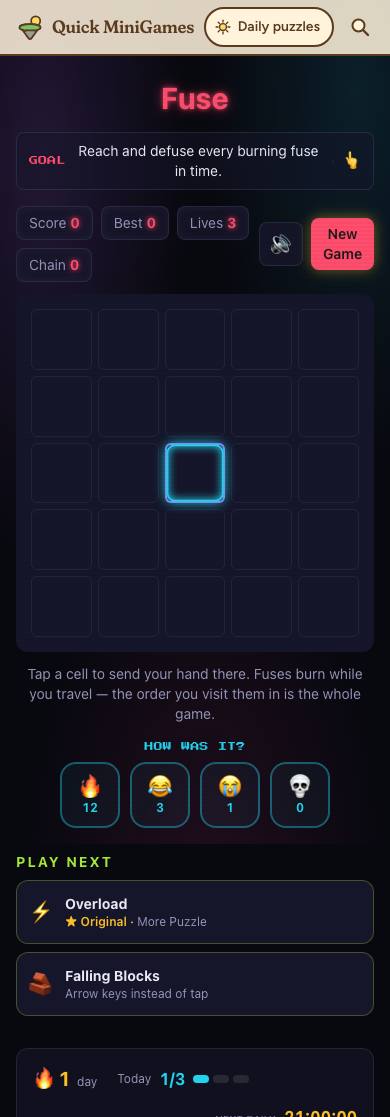 Quick MiniGames
Daily puzzles
Fuse
GOAL
Reach and defuse every burning fuse
in time.
Score 0
Best 0
Lives 3
Chain 0
New
Game
Tap a cell to send your hand there. Fuses burn while
you travel — the order you visit them in is the whole
game.
HOW WAS IT?
12
3
1
0
PLAY NEXT
Overload
Original · More Puzzle
Falling Blocks
Arrow keys instead of tap
1 day
Today 1/3